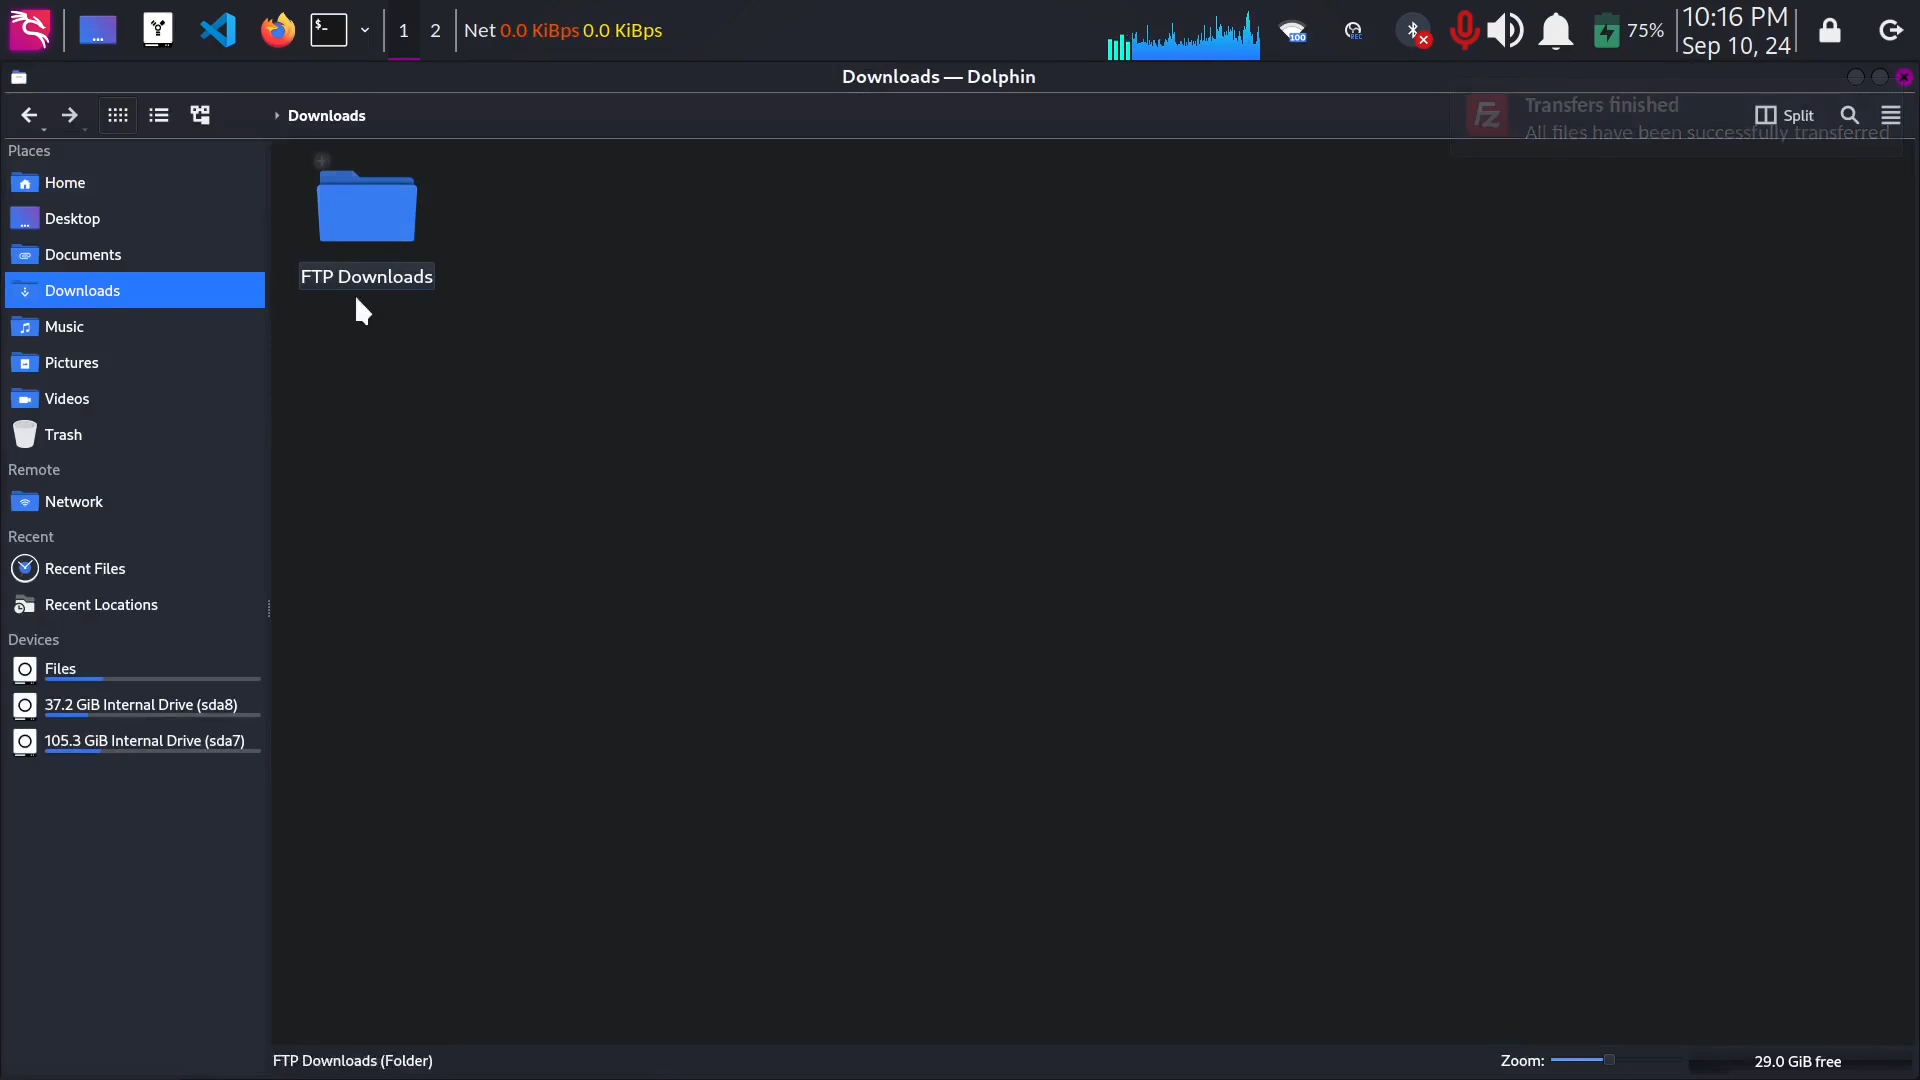 $-
1
2
Net 0.0 KiBps 0.0 KiBps
100
REC
75%
10:16 PM
Sep 10, 24
Downloads — Dolphin
Downloads
Split
Fz
Transfers finished
All files have been successfully transferred
Places
Home
Desktop
Documents
Downloads
Music
Pictures
Videos
Trash
Remote
Network
Recent
Recent Files
Recent Locations
Devices
Files
37.2 GiB Internal Drive (sda8)
105.3 GiB Internal Drive (sda7)
FTP Downloads
FTP Downloads (Folder)
Zoom:
29.0 GiB free